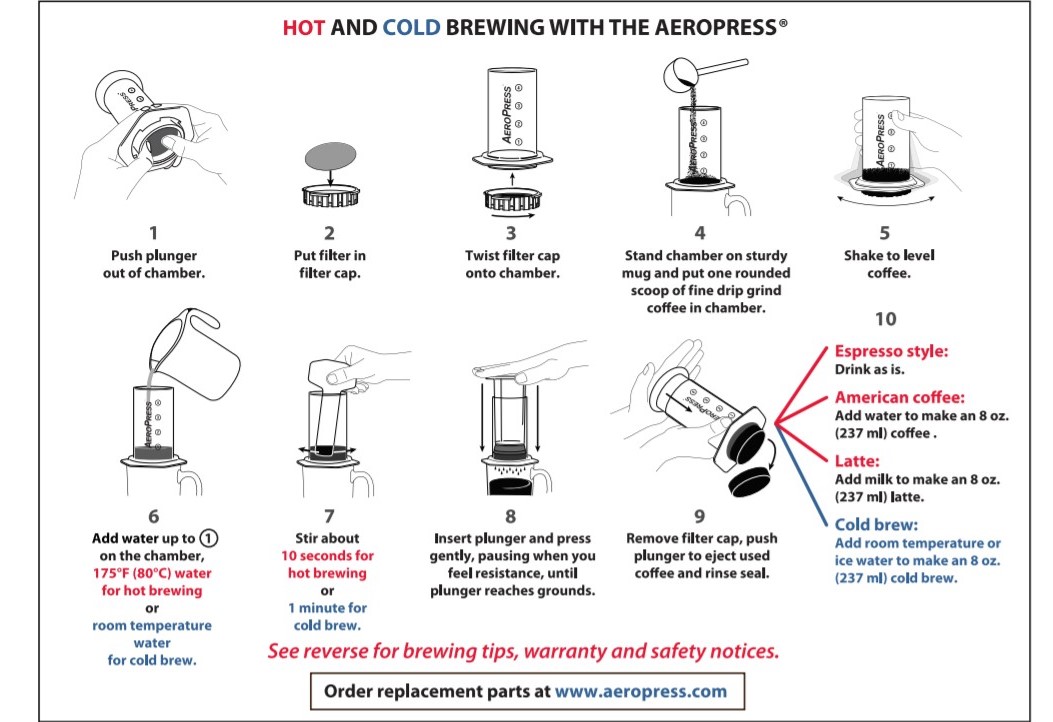 HOT AND COLD BREWING WITH THE AEROPRESS®
AEROPRESS
AEROPRESS
AEROPRESS
AEROPRESS
1
Push plunger
out of chamber.
2
Put filter in
filter cap.
3
Twist filter cap
onto chamber.
4
Stand chamber on sturdy
mug and put one rounded
scoop of fine drip grind
coffee in chamber.
5
Shake to level
coffee.
AEROPRESS
AEROPRESS
6
Add water up to ①
on the chamber,
175°F (80°C) water
for hot brewing
or
room temperature
water
for cold brew.
7
Stir about
10 seconds for
hot brewing
or
1 minute for
cold brew.
8
Insert plunger and press
gently, pausing when you
feel resistance, until
plunger reaches grounds.
9
Remove filter cap, push
plunger to eject used
coffee and rinse seal.
10
Espresso style:
Drink as is.
American coffee:
Add water to make an 8 oz.
(237 ml) coffee .
Latte:
Add milk to make an 8 oz.
(237 ml) latte.
Cold brew:
Add room temperature or
ice water to make an 8 oz.
(237 ml) cold brew.
See reverse for brewing tips, warranty and safety notices.
Order replacement parts at www.aeropress.com